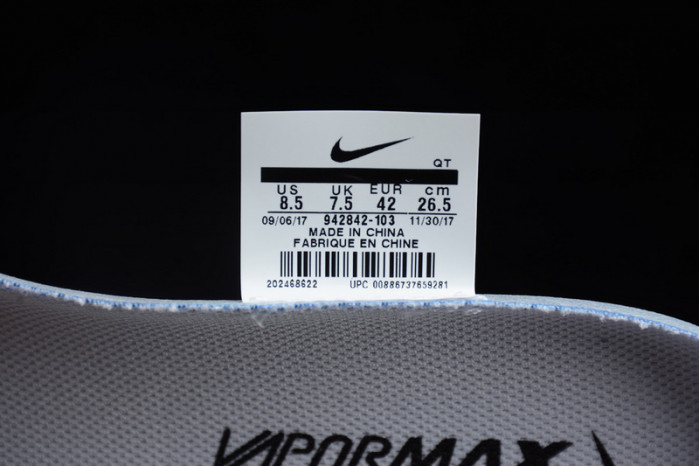 QT
US UK EUR cm
8.5 7.5 42 26.5
09/06/17 942842-103 11/30/17
MADE IN CHINA
FABRIQUE EN CHINE
202468622 UPC 00886737659281
VAPORMAX